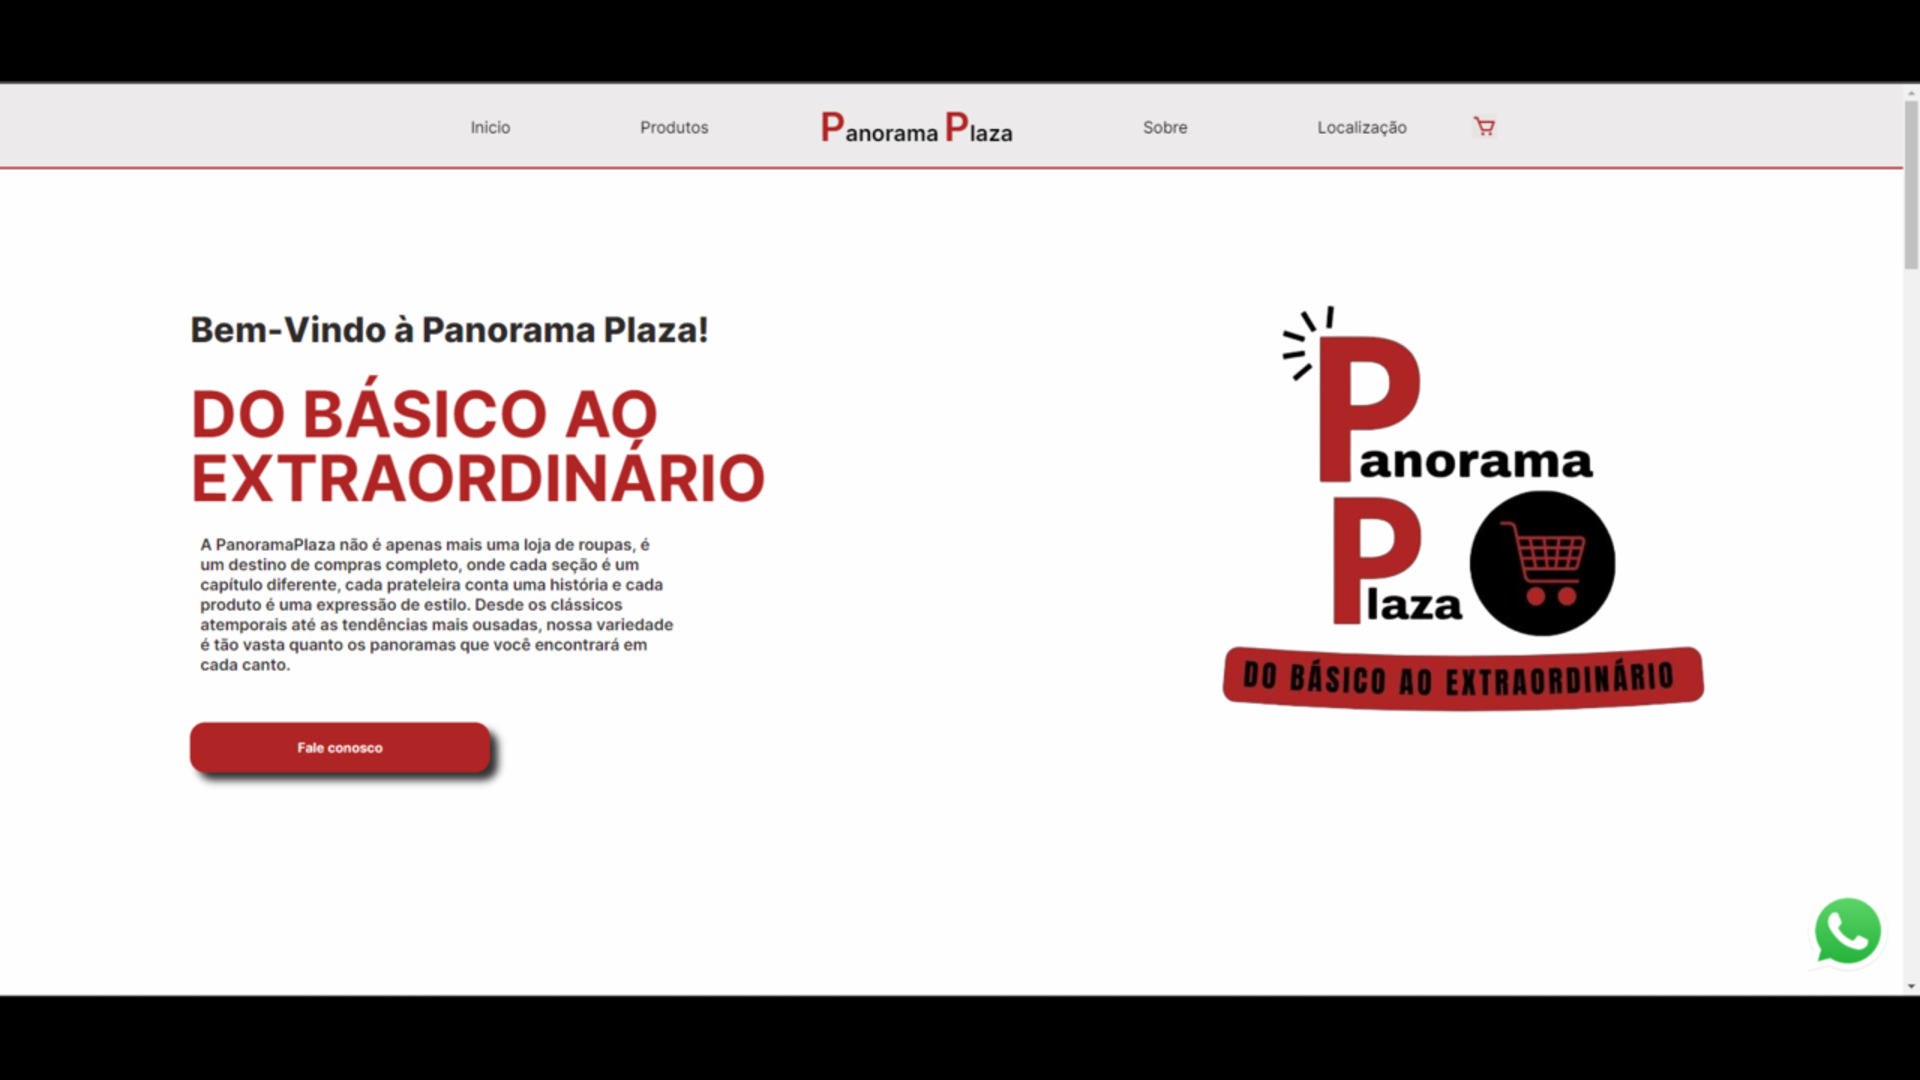 Inicio
Produtos
Panorama Plaza
Sobre
Localização
Bem-Vindo à Panorama Plaza!
DO BÁSICO AO
EXTRAORDINÁRIO
A PanoramaPlaza não é apenas mais uma loja de roupas, é
um destino de compras completo, onde cada seção é um
capítulo diferente, cada prateleira conta uma história e cada
produto é uma expressão de estilo. Desde os clássicos
atemporais até as tendências mais ousadas, nossa variedade
é tão vasta quanto os panoramas que você encontrará em
cada canto.
Fale conosco
Panorama
Plaza
DO BÁSICO AO EXTRAORDINÁRIO